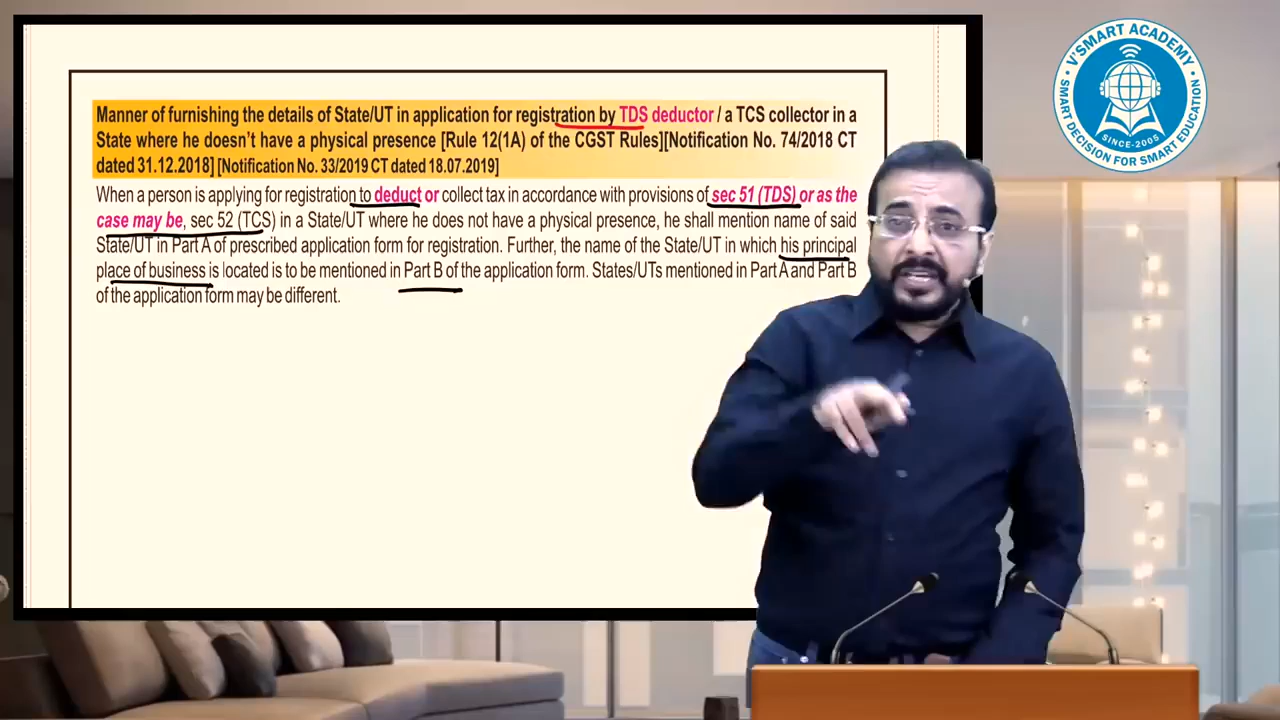 Manner of furnishing the details of State/UT in application for registration by TDS deductor / a TCS collector in a
State where he doesn't have a physical presence [Rule 12(1A) of the CGST Rules][Notification No. 74/2018 CT
dated 31.12.2018] [Notification No. 33/2019 CT dated 18.07.2019]
When a person is applying for registration to deduct or collect tax in accordance with provisions of sec 51 (TDS) or as the
case may be, sec 52 (TCS) in a State/UT where he does not have a physical presence, he shall mention name of said
State/UT in Part A of prescribed application form for registration. Further, the name of the State/UT in which his principal
place of business is located is to be mentioned in Part B of the application form. States/UTs mentioned in Part A and Part B
of the application form may be different.
V'SMART ACADEMY
SINCE-2005
SMART DECISION FOR SMART EDUCATION